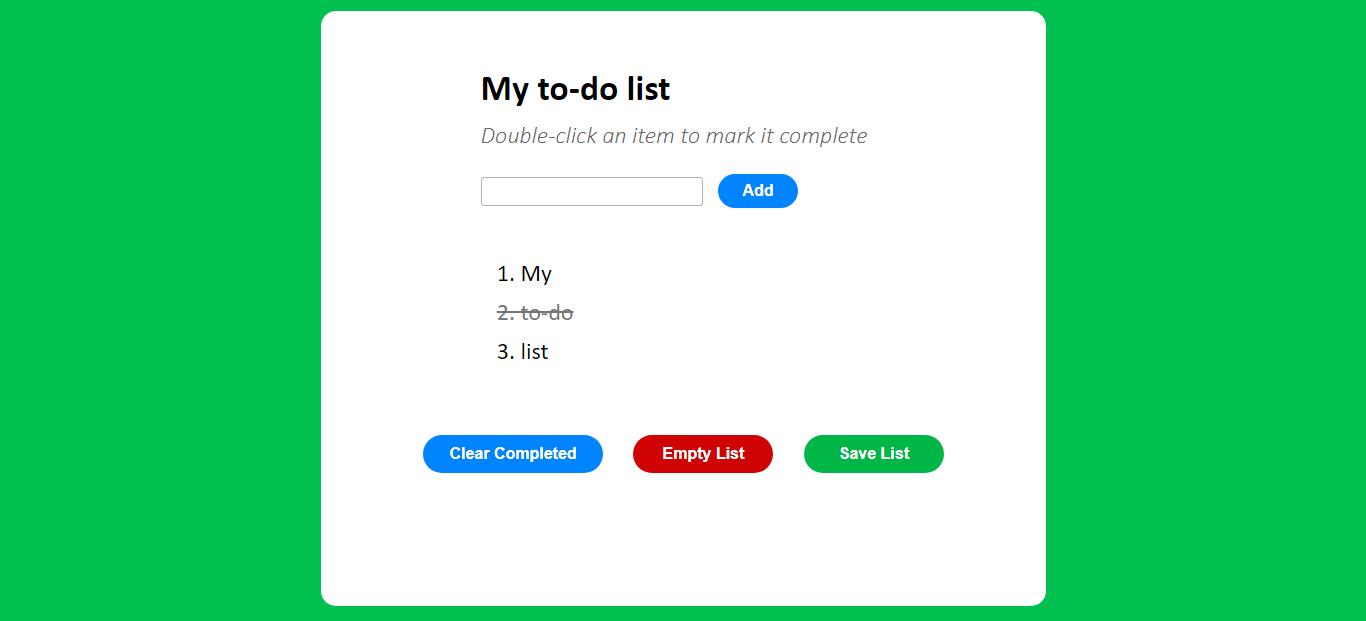 My to-do list
Double-click an item to mark it complete
Add
1. My
2. to-do
3. list
Clear Completed
Empty List
Save List